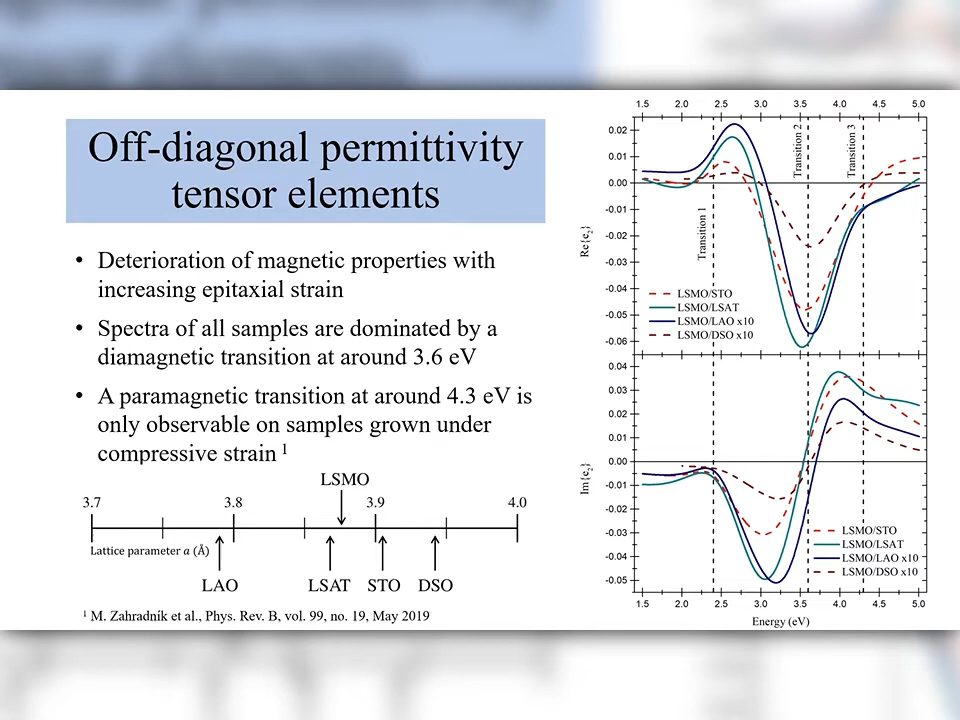 Off-diagonal permittivity
tensor elements
• Deterioration of magnetic properties with
increasing epitaxial strain
• Spectra of all samples are dominated by a
diamagnetic transition at around 3.6 eV
• A paramagnetic transition at around 4.3 eV is
only observable on samples grown under
compressive strain ¹
LSMO
3.7 3.8 3.9 4.0
Lattice parameter a (Å)
LAO LSAT STO DSO
¹ M. Zahradník et al., Phys. Rev. B, vol. 99, no. 19, May 2019
1.5 2.0 2.5 3.0 3.5 4.0 4.5 5.0
0.02
0.01
0.00
-0.01
-0.02
-0.03
-0.04
-0.05
-0.06
Re{ε₂}
Transition 1
Transition 2
Transition 3
LSMO/STO
LSMO/LSAT
LSMO/LAO x10
LSMO/DSO x10
0.04
0.03
0.02
0.01
0.00
-0.01
-0.02
-0.03
-0.04
-0.05
Im{ε₂}
LSMO/STO
LSMO/LSAT
LSMO/LAO x10
LSMO/DSO x10
1.5 2.0 2.5 3.0 3.5 4.0 4.5 5.0
Energy (eV)